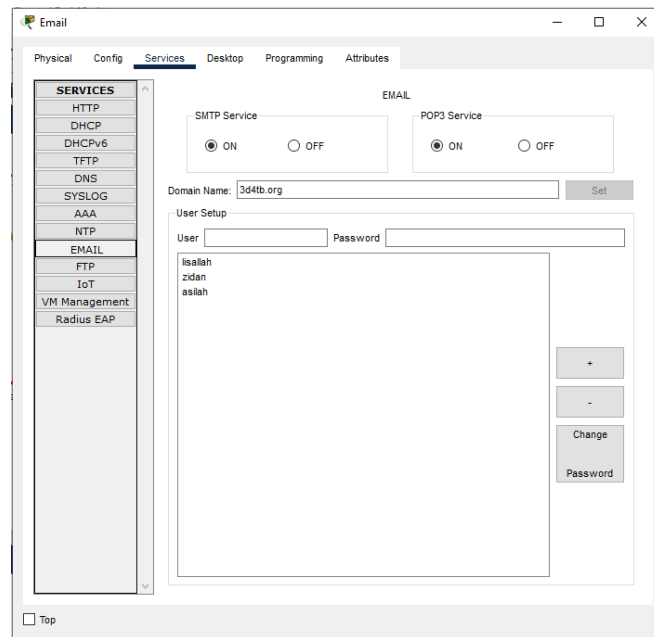 Email
Physical Config Services Desktop Programming Attributes
SERVICES
HTTP
DHCP
DHCPv6
TFTP
DNS
SYSLOG
AAA
NTP
EMAIL
FTP
IoT
VM Management
Radius EAP
EMAIL
SMTP Service
ON OFF
POP3 Service
ON OFF
Domain Name: 3d4tb.org Set
User Setup
User Password
lisallah
zidan
asilah
+
-
Change
Password
Top